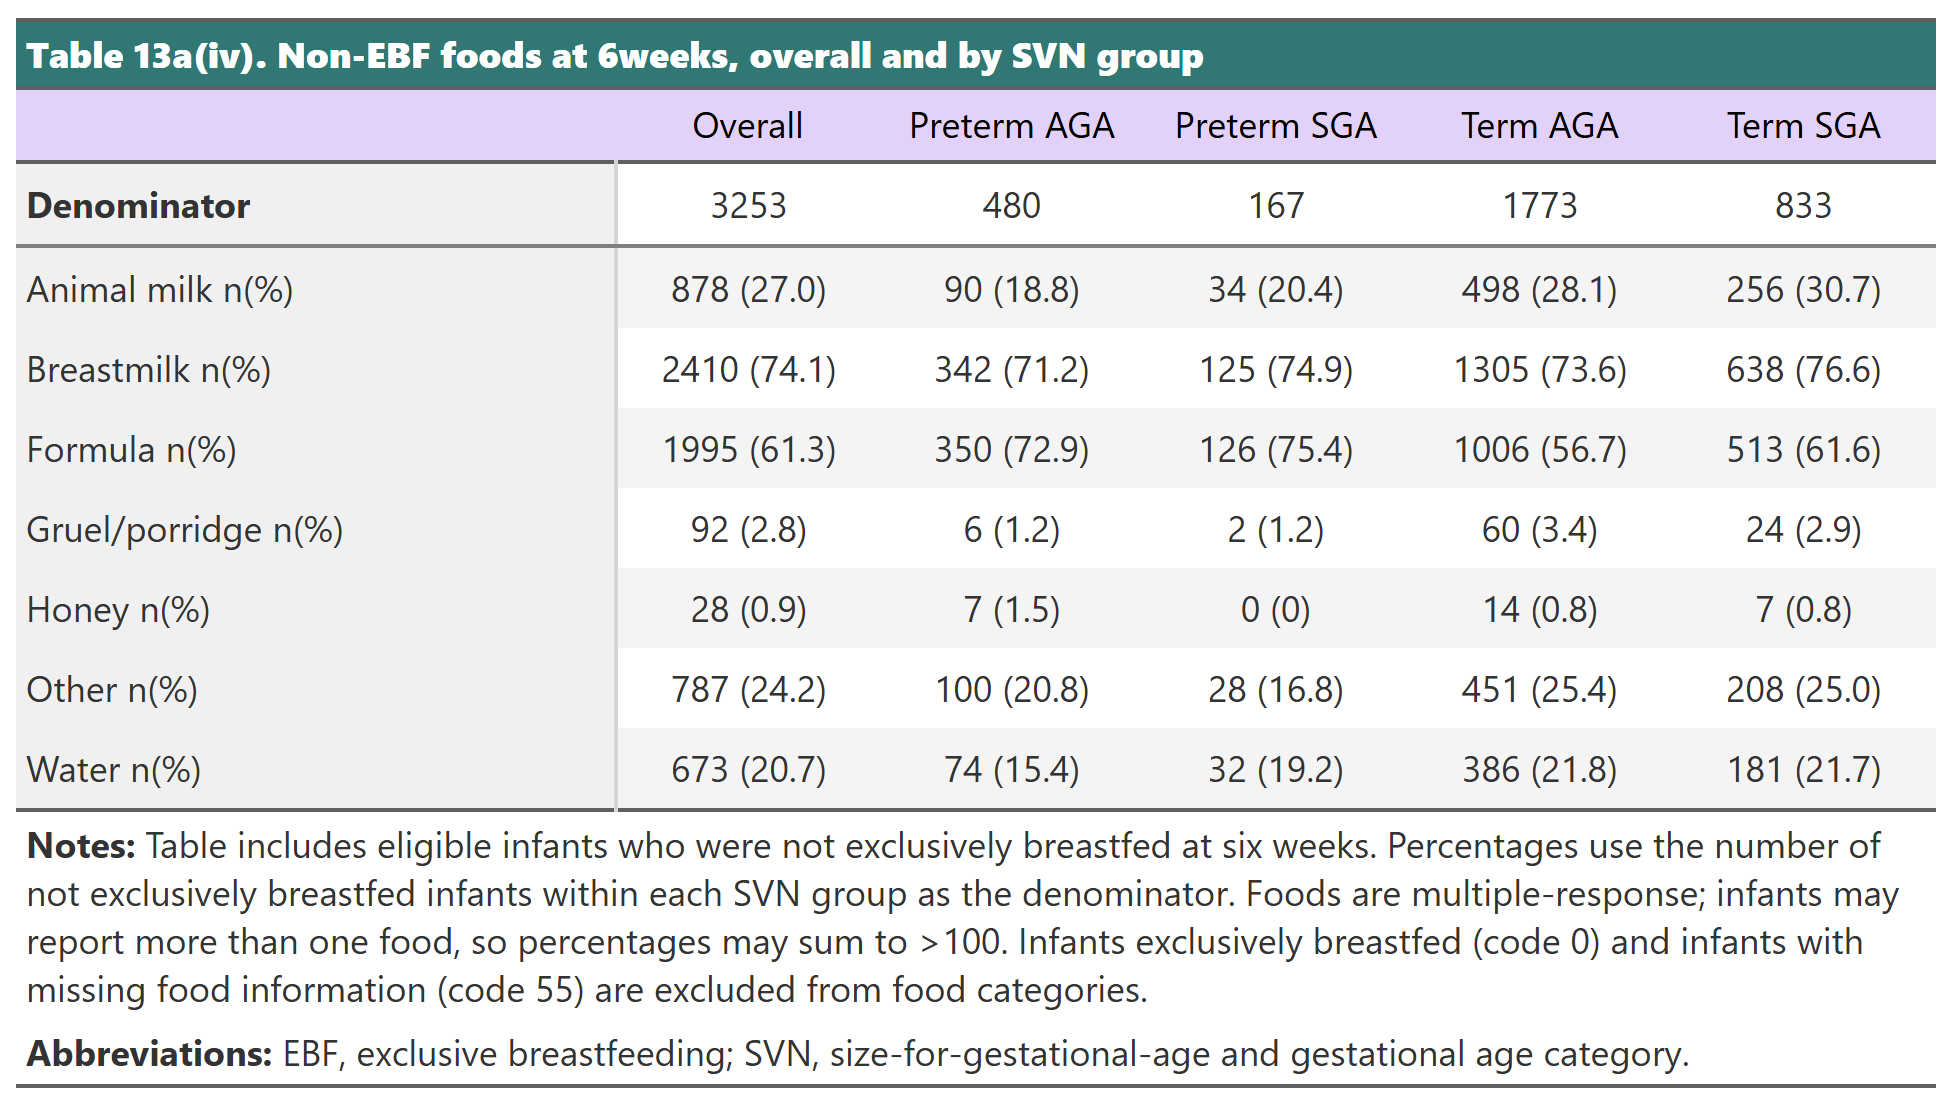 Table 13a(iv). Non-EBF foods at 6weeks, overall and by SVN group
Overall Preterm AGA Preterm SGA Term AGA Term SGA
Denominator 3253 480 167 1773 833
Animal milk n(%) 878 (27.0) 90 (18.8) 34 (20.4) 498 (28.1) 256 (30.7)
Breastmilk n(%) 2410 (74.1) 342 (71.2) 125 (74.9) 1305 (73.6) 638 (76.6)
Formula n(%) 1995 (61.3) 350 (72.9) 126 (75.4) 1006 (56.7) 513 (61.6)
Gruel/porridge n(%) 92 (2.8) 6 (1.2) 2 (1.2) 60 (3.4) 24 (2.9)
Honey n(%) 28 (0.9) 7 (1.5) 0 (0) 14 (0.8) 7 (0.8)
Other n(%) 787 (24.2) 100 (20.8) 28 (16.8) 451 (25.4) 208 (25.0)
Water n(%) 673 (20.7) 74 (15.4) 32 (19.2) 386 (21.8) 181 (21.7)
Notes: Table includes eligible infants who were not exclusively breastfed at six weeks. Percentages use the number of
not exclusively breastfed infants within each SVN group as the denominator. Foods are multiple-response; infants may
report more than one food, so percentages may sum to >100. Infants exclusively breastfed (code 0) and infants with
missing food information (code 55) are excluded from food categories.
Abbreviations: EBF, exclusive breastfeeding; SVN, size-for-gestational-age and gestational age category.